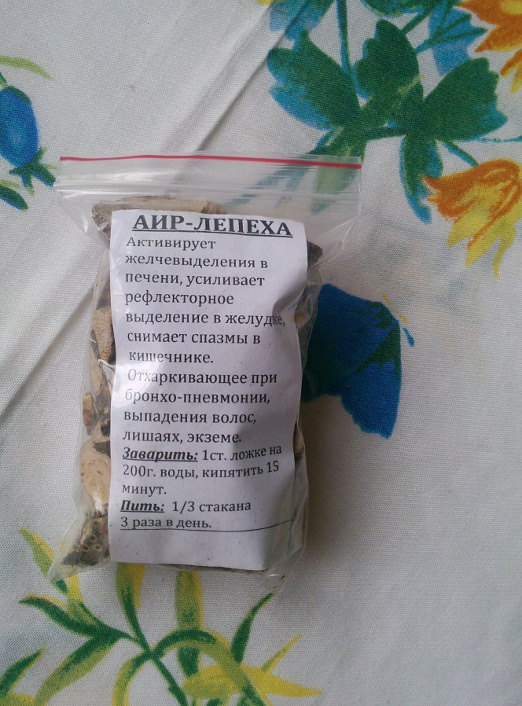 АИР-ЛЕПЕХА
Активирует
желчевыделения в
печени, усиливает
рефлекторное
выделение в желудке,
снимает спазмы в
кишечнике.
Отхаркивающее при
бронхо-пневмонии,
выпадения волос,
лишаях, экземе.
Заварить: 1ст. ложке на
200г. воды, кипятить 15
минут.
Пить: 1/3 стакана
3 раза в день.